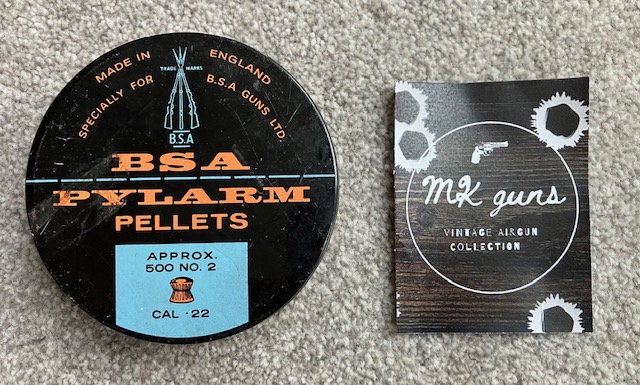 MADE IN ENGLAND
SPECIALLY FOR B.S.A GUNS LTD.
TRADE MARKS
B.S.A
BSA
PYLARM
PELLETS
APPROX.
500 NO. 2
CAL ·22
MK guns
VINTAGE AIRGUN
COLLECTION